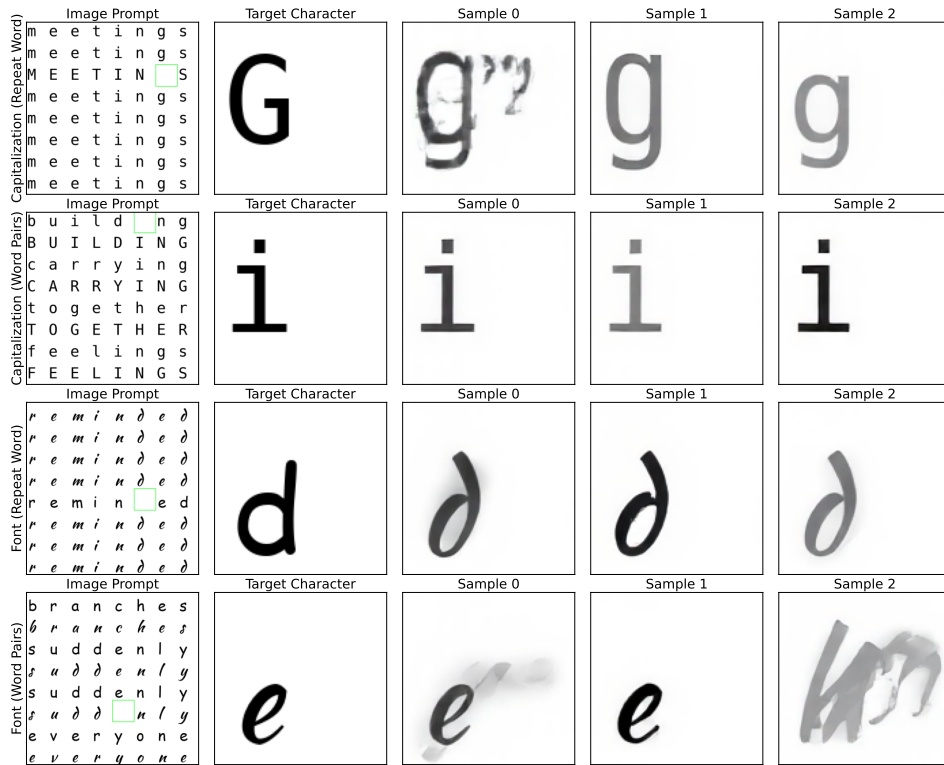 Image Prompt Target Character Sample 0 Sample 1 Sample 2
Capitalization (Repeat Word)
m e e t i n g s
m e e t i n g s
M E E T I N S
m e e t i n g s
m e e t i n g s
m e e t i n g s
m e e t i n g s
m e e t i n g s
G g g g
Image Prompt Target Character Sample 0 Sample 1 Sample 2
Capitalization (Word Pairs)
b u i l d n g
B U I L D I N G
c a r r y i n g
C A R R Y I N G
t o g e t h e r
T O G E T H E R
f e e l i n g s
F E E L I N G S
i i i i
Image Prompt Target Character Sample 0 Sample 1 Sample 2
Font (Repeat Word)
r e m i n d e d
r e m i n d e d
r e m i n d e d
r e m i n d e d
r e m i n e d
r e m i n d e d
r e m i n d e d
r e m i n d e d
d d d d
Image Prompt Target Character Sample 0 Sample 1 Sample 2
Font (Word Pairs)
b r a n c h e s
b r a n c h e s
s u d d e n l y
s u d d e n l y
s u d d e n l y
s u d d n l y
e v e r y o n e
e v e r y o n e
e e e